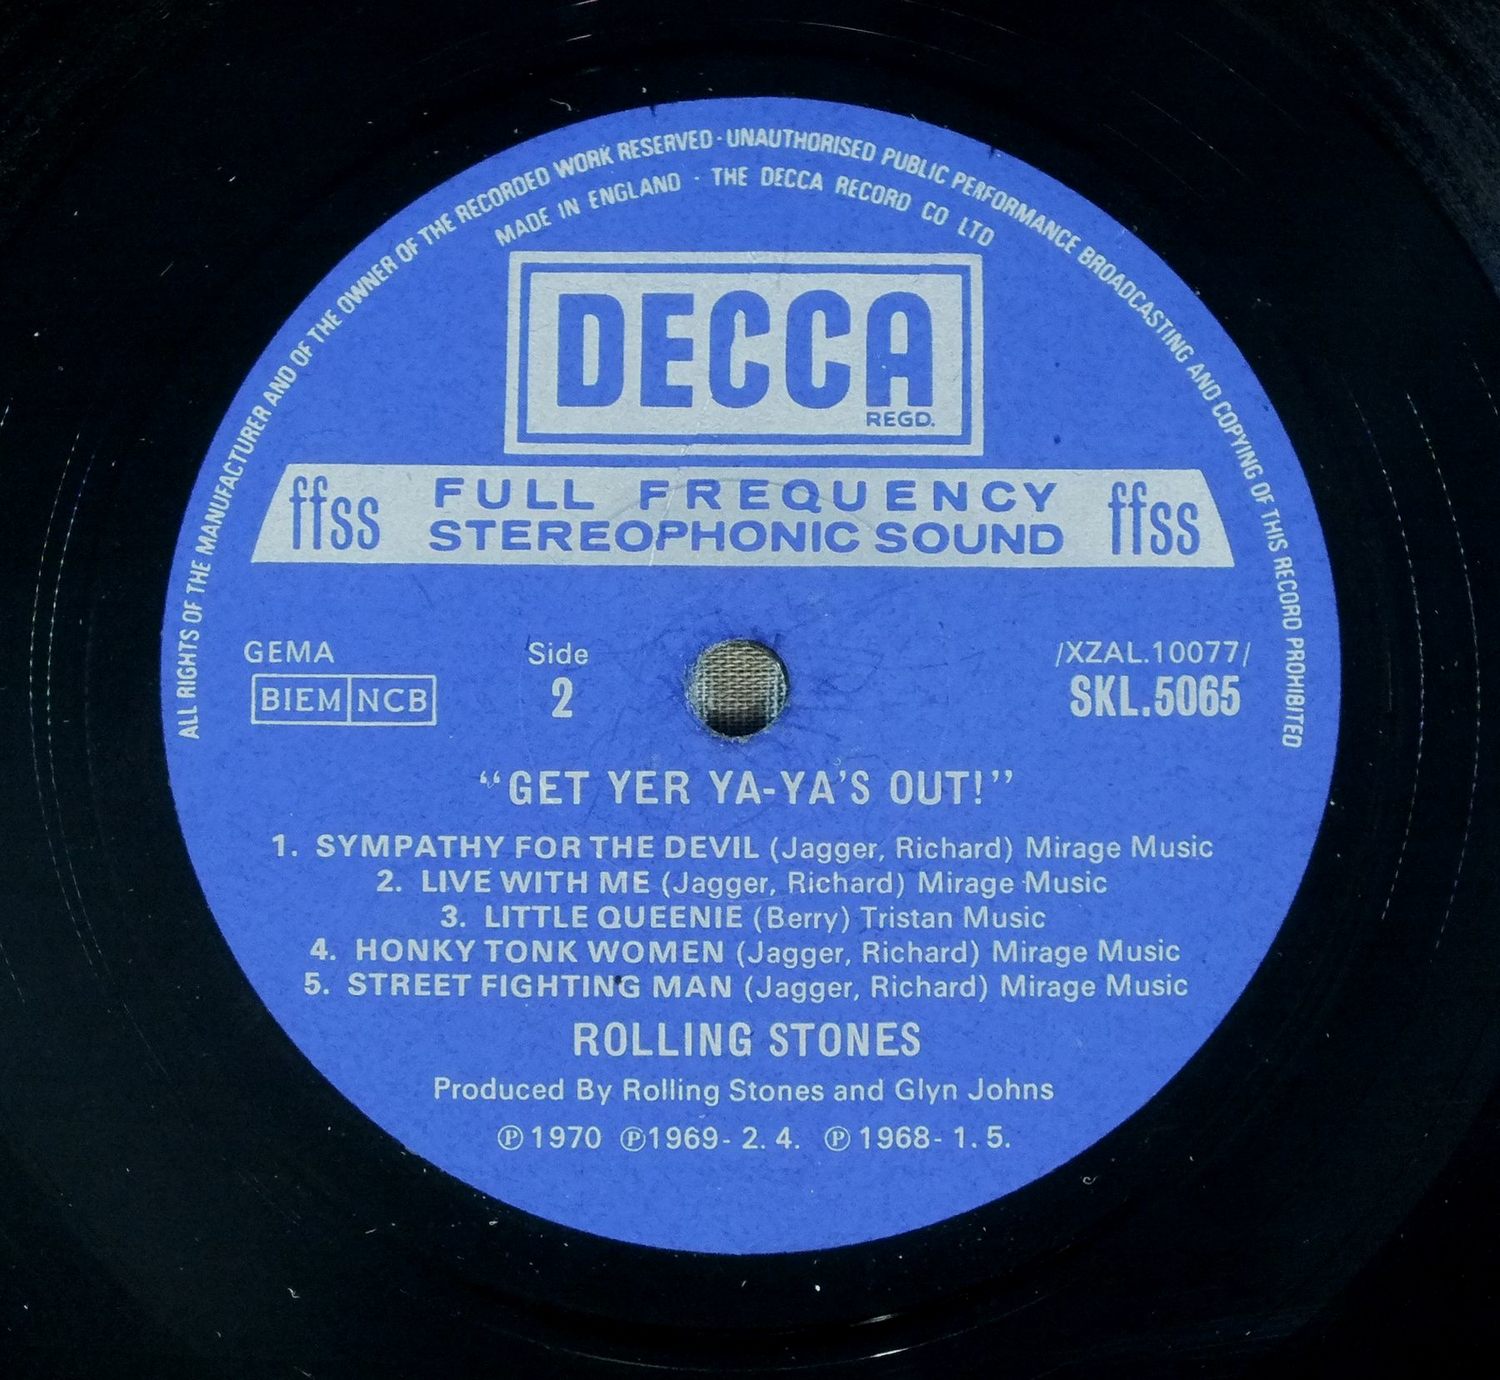 ALL RIGHTS OF THE MANUFACTURER AND OF THE OWNER OF THE RECORDED WORK RESERVED · UNAUTHORISED PUBLIC PERFORMANCE BROADCASTING AND COPYING OF THIS RECORD PROHIBITED
MADE IN ENGLAND · THE DECCA RECORD CO LTD
DECCA
REGD.
ffss FULL FREQUENCY ffss
STEREOPHONIC SOUND
GEMA Side /XZAL.10077/
BIEM NCB 2 SKL.5065
“GET YER YA-YA’S OUT!”
1. SYMPATHY FOR THE DEVIL (Jagger, Richard) Mirage Music
2. LIVE WITH ME (Jagger, Richard) Mirage Music
3. LITTLE QUEENIE (Berry) Tristan Music
4. HONKY TONK WOMEN (Jagger, Richard) Mirage Music
5. STREET FIGHTING MAN (Jagger, Richard) Mirage Music
ROLLING STONES
Produced By Rolling Stones and Glyn Johns
℗ 1970 ℗1969- 2. 4. ℗ 1968- 1. 5.